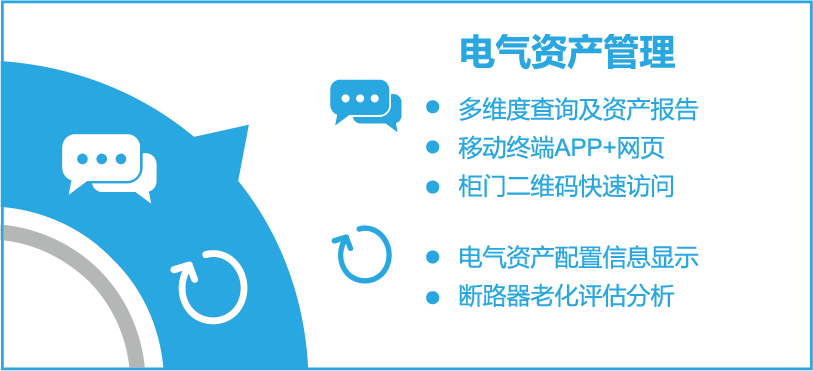 电气资产管理
多维度查询及资产报告
移动终端APP+网页
柜门二维码快速访问
电气资产配置信息显示
断路器老化评估分析